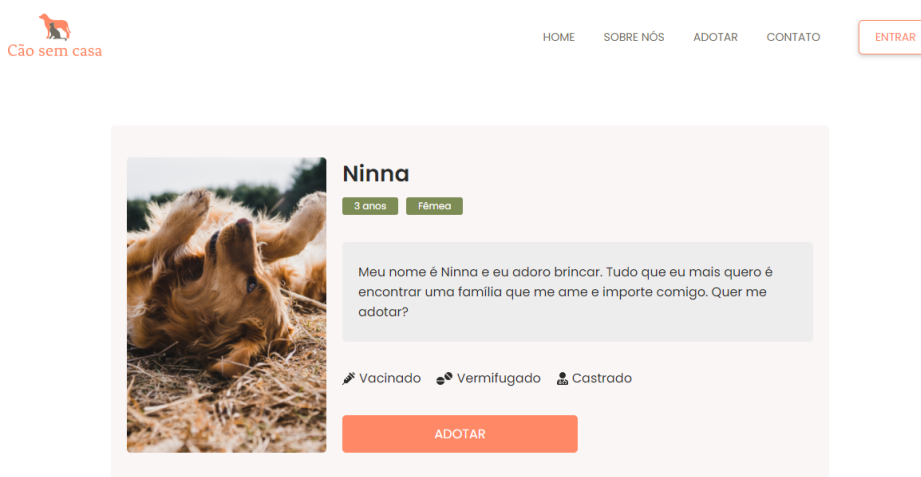 Cão sem casa
HOME SOBRE NÓS ADOTAR CONTATO ENTRAR
Ninna
3 anos Fêmea
Meu nome é Ninna e eu adoro brincar. Tudo que eu mais quero é
encontrar uma família que me ame e importe comigo. Quer me
adotar?
Vacinado Vermifugado Castrado
ADOTAR